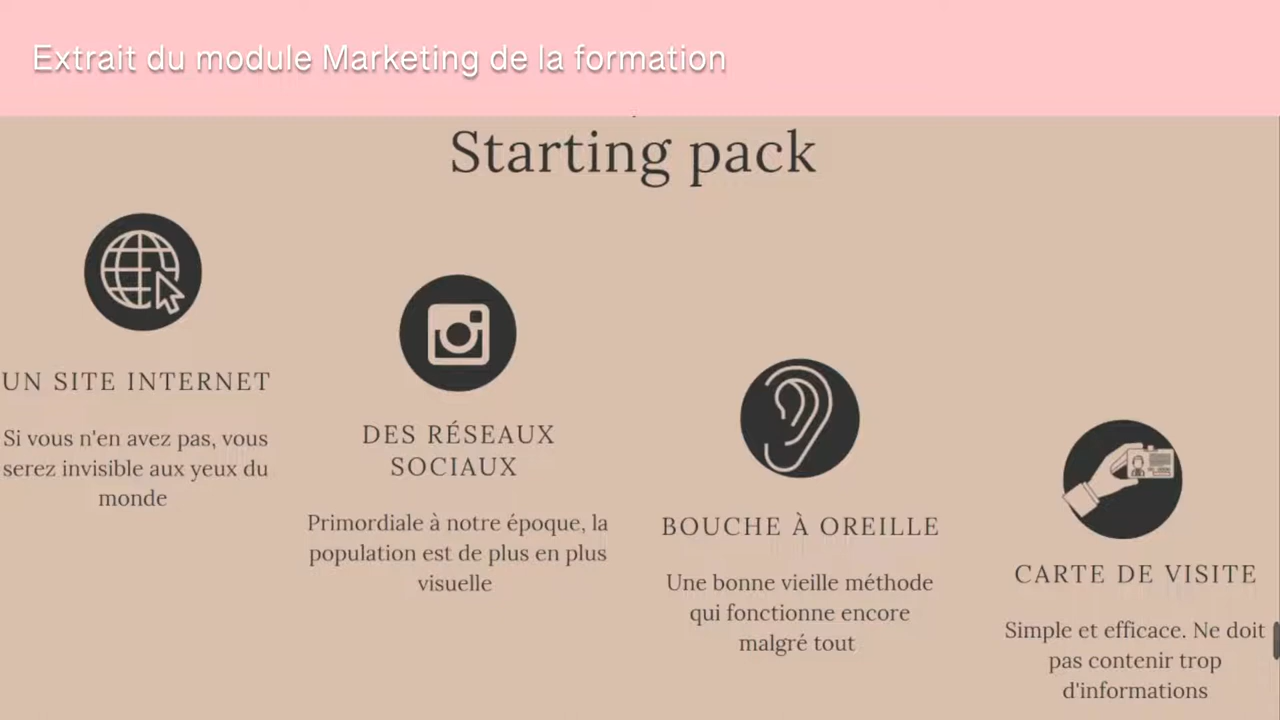 Extrait du module Marketing de la formation
Starting pack
UN SITE INTERNET
Si vous n'en avez pas, vous
serez invisible aux yeux du
monde
DES RÉSEAUX
SOCIAUX
Primordiale à notre époque, la
population est de plus en plus
visuelle
BOUCHE À OREILLE
Une bonne vieille méthode
qui fonctionne encore
malgré tout
CARTE DE VISITE
Simple et efficace. Ne doit
pas contenir trop
d'informations